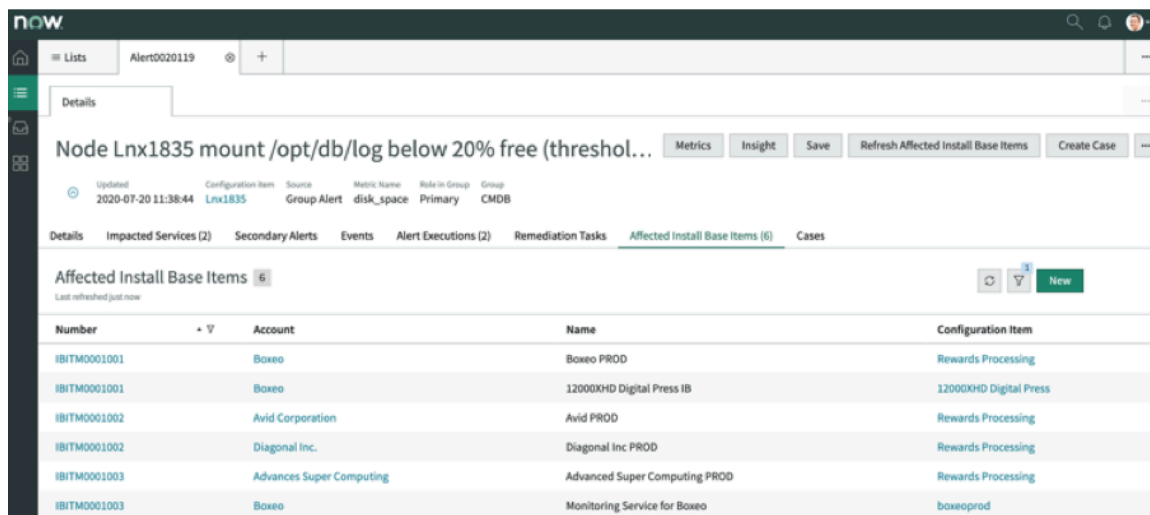 now
Lists Alert0020119
Details
Node Lnx1835 mount /opt/db/log below 20% free (threshol... Metrics Insight Save Refresh Affected Install Base Items Create Case
Updated Configuration item Source Metric Name Role in Group Group
2020-07-20 11:38:44 Lnx1835 Group Alert disk_space Primary CMDB
Details Impacted Services (2) Secondary Alerts Events Alert Executions (2) Remediation Tasks Affected Install Base Items (6) Cases
Affected Install Base Items 6
Last refreshed just now
1
New
Number Account Name Configuration Item
IBITM0001001 Boxeo Boxeo PROD Rewards Processing
IBITM0001001 Boxeo 12000XHD Digital Press IB 12000XHD Digital Press
IBITM0001002 Avid Corporation Avid PROD Rewards Processing
IBITM0001002 Diagonal Inc. Diagonal Inc PROD Rewards Processing
IBITM0001003 Advances Super Computing Advanced Super Computing PROD Rewards Processing
IBITM0001003 Boxeo Monitoring Service for Boxeo boxeoprod